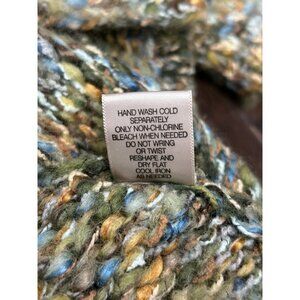 HAND WASH COLD
SEPARATELY
ONLY NON-CHLORINE
BLEACH WHEN NEEDED
DO NOT WRING
OR TWIST
RESHAPE AND
DRY FLAT
COOL IRON
AS NEEDED